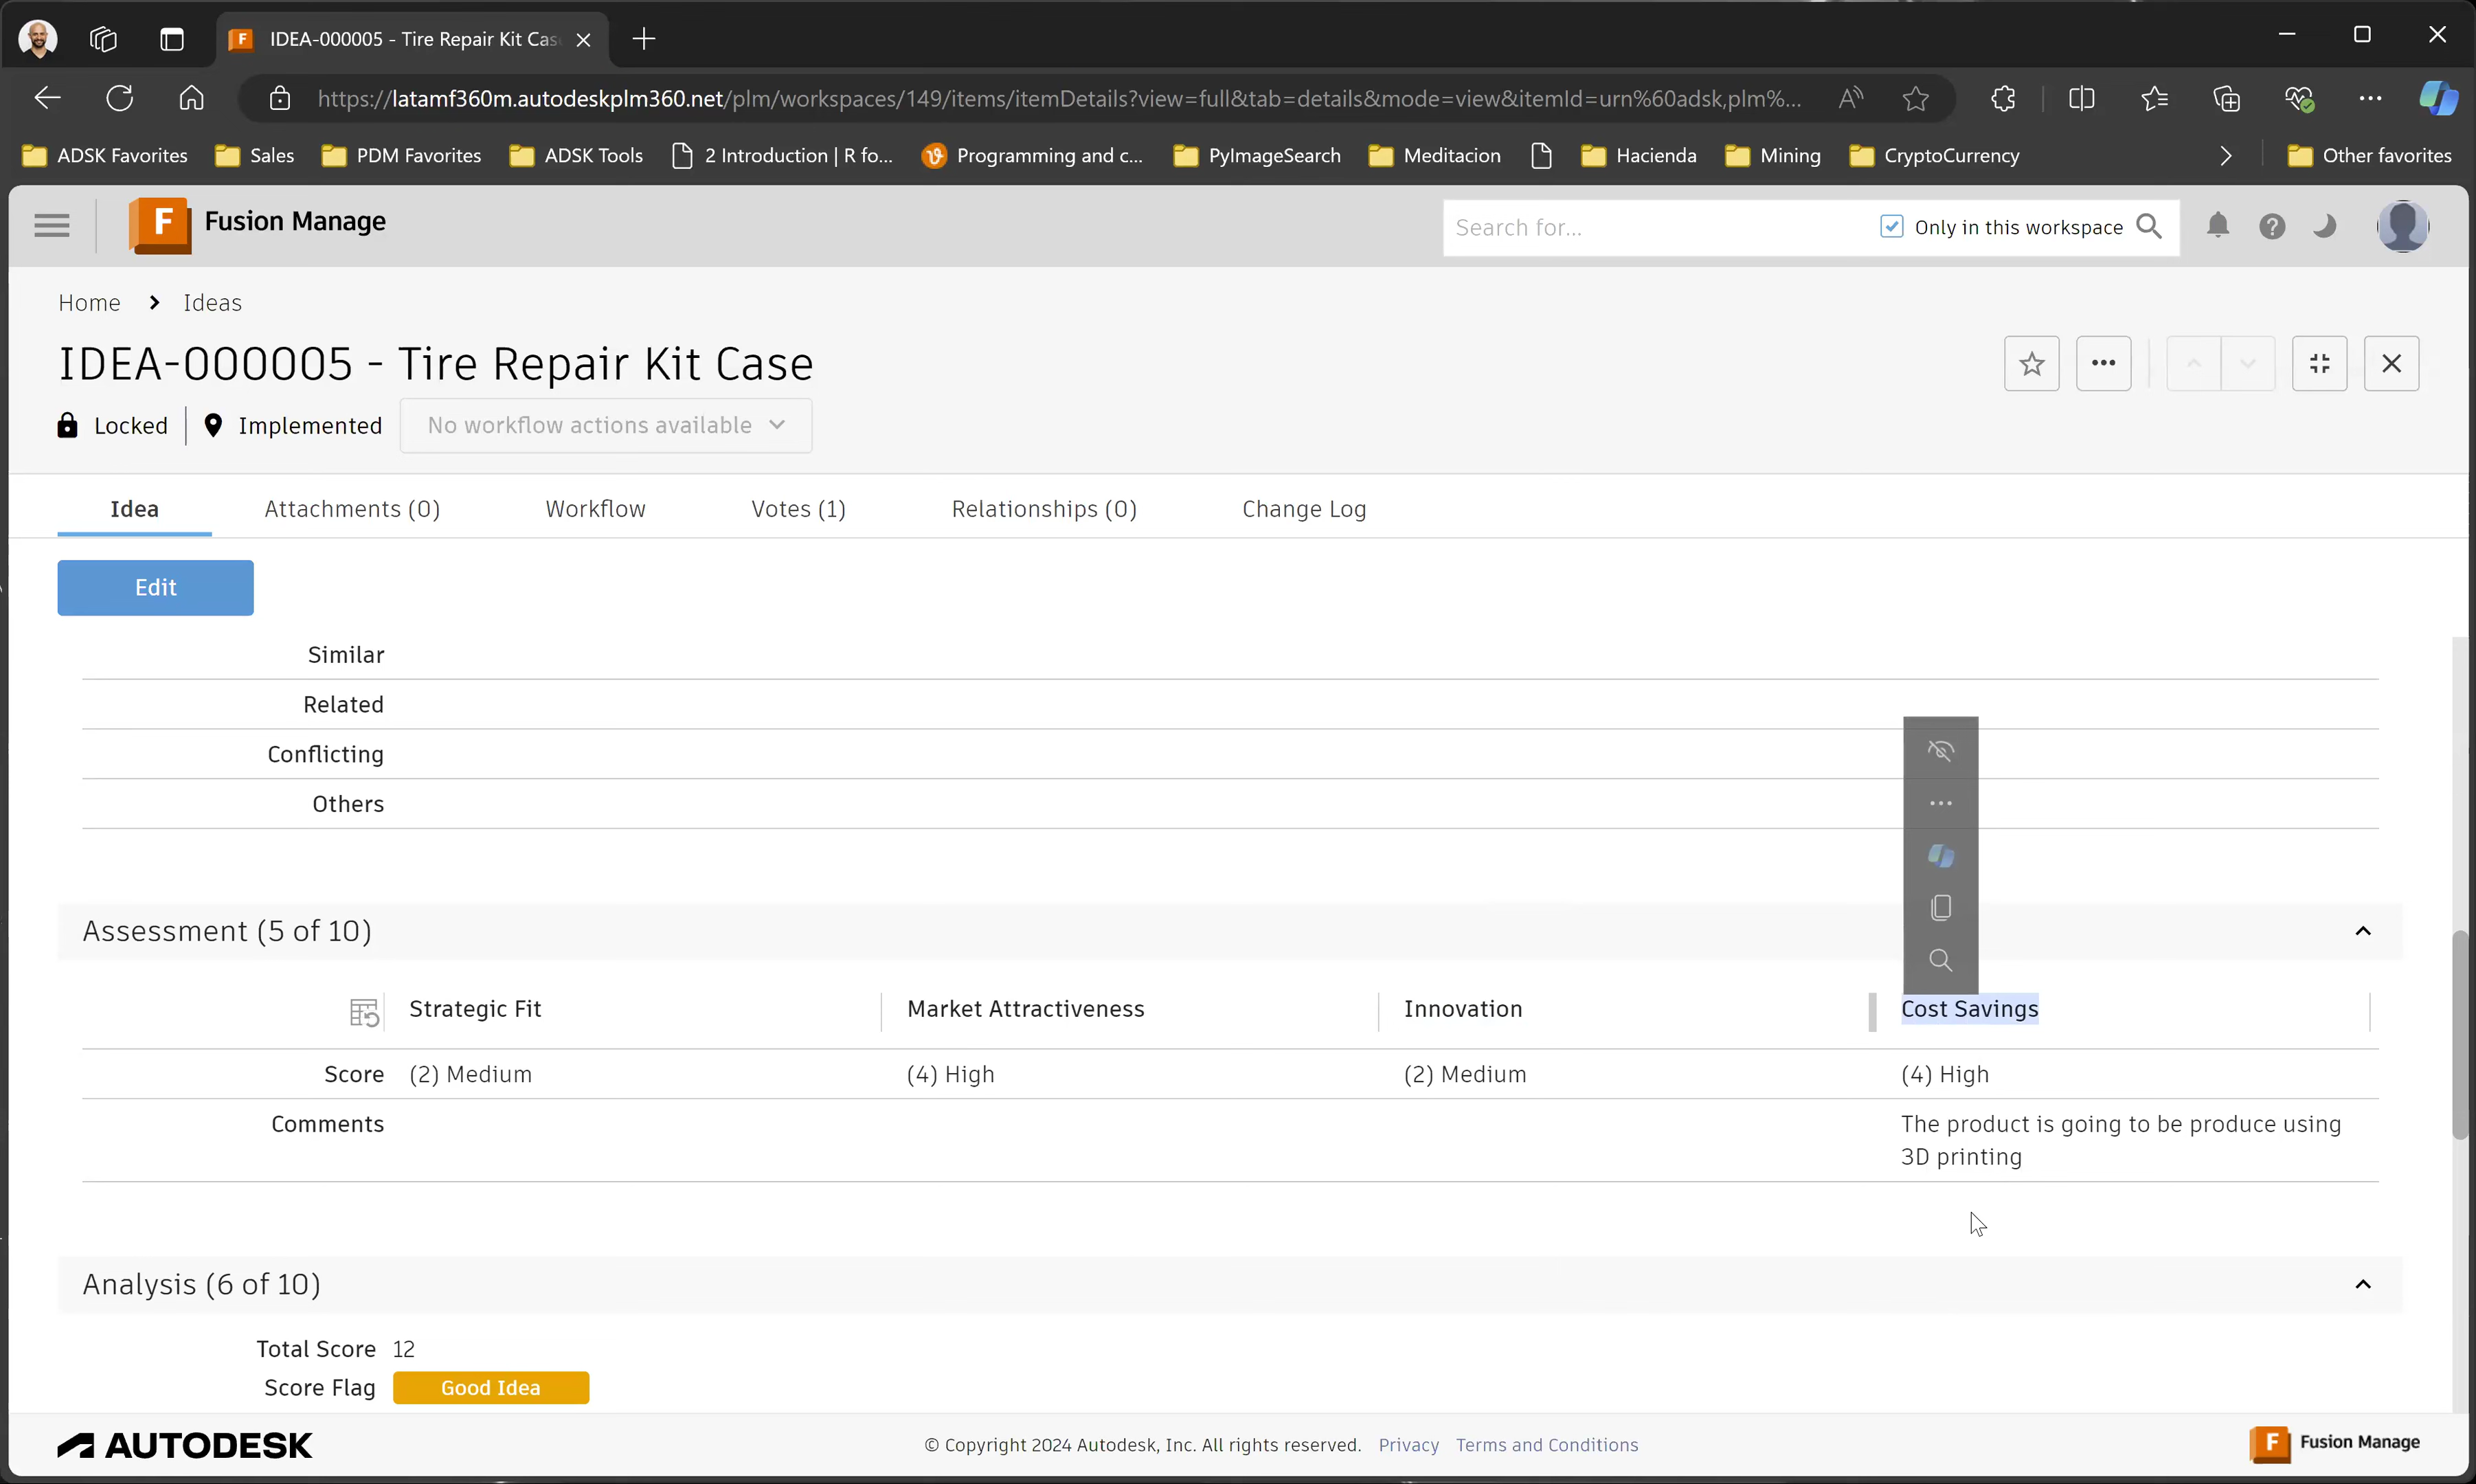 IDEA-000005 - Tire Repair Kit Cas
https://latamf360m.autodeskplm360.net/plm/workspaces/149/items/itemDetails?view=full&tab=details&mode=view&itemId=urn%60adsk,plm%...
ADSK Favorites Sales PDM Favorites ADSK Tools 2 Introduction | R fo... Programming and c... PyImageSearch Meditacion Hacienda Mining CryptoCurrency Other favorites
F Fusion Manage Search for... Only in this workspace
Home Ideas
IDEA-000005 - Tire Repair Kit Case
Locked Implemented No workflow actions available
Idea Attachments (0) Workflow Votes (1) Relationships (0) Change Log
Edit
Similar
Related
Conflicting
Others
Assessment (5 of 10)
Strategic Fit Market Attractiveness Innovation Cost Savings
Score (2) Medium (4) High (2) Medium (4) High
Comments The product is going to be produce using
3D printing
Analysis (6 of 10)
Total Score 12
Score Flag Good Idea
AUTODESK © Copyright 2024 Autodesk, Inc. All rights reserved. Privacy Terms and Conditions F Fusion Manage